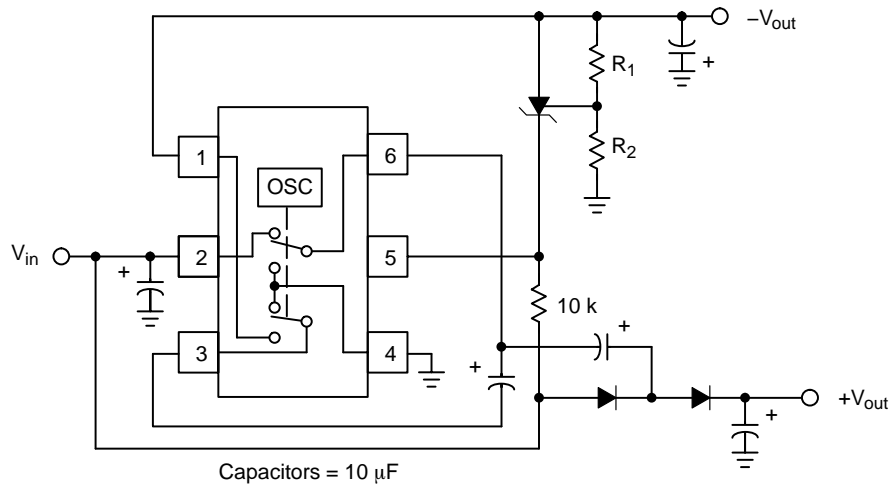 −Vout
+
R1
R2
1
6
OSC
Vin
+
2
5
10 k
+
3
4
+
+
+Vout
Capacitors = 10 μF